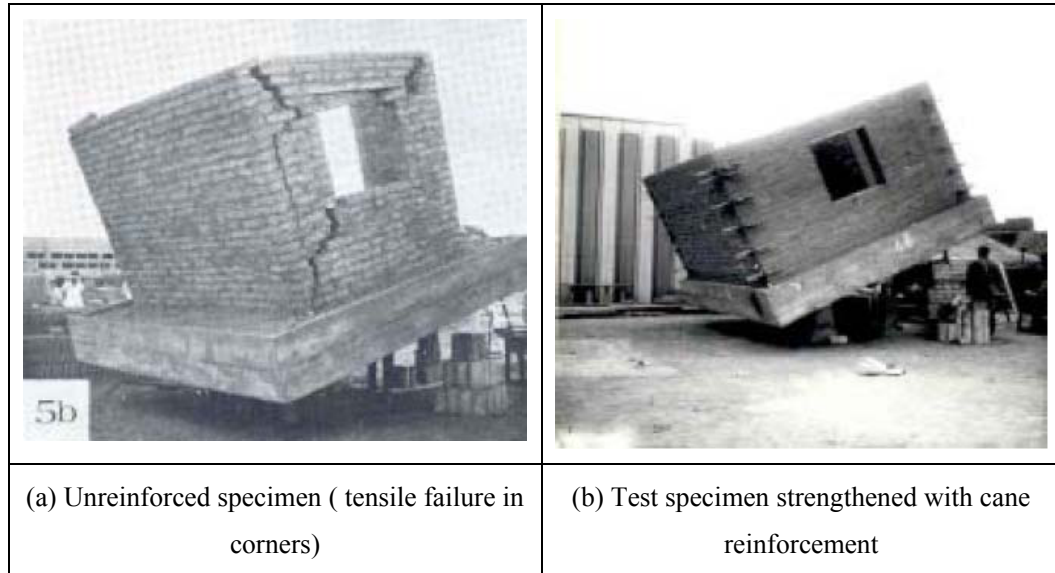 5b
(a) Unreinforced specimen ( tensile failure in
corners)
(b) Test specimen strengthened with cane
reinforcement